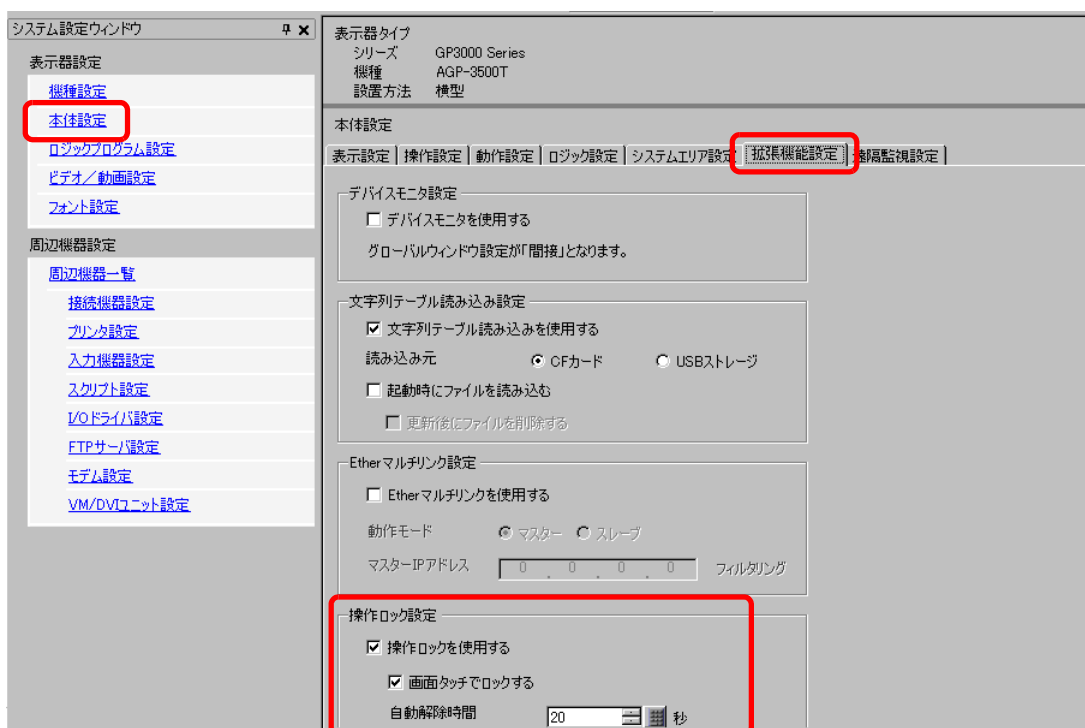 システム設定ウィンドウ
表示器設定
機種設定
本体設定
ロジックプログラム設定
ビデオ／動画設定
フォント設定
周辺機器設定
周辺機器一覧
接続機器設定
プリンタ設定
入力機器設定
スクリプト設定
I/Oドライバ設定
FTPサーバ設定
モデム設定
VM/DVIユニット設定
表示器タイプ
シリーズ GP3000 Series
機種 AGP-3500T
設置方法 横型
本体設定
表示設定 操作設定 動作設定 ロジック設定 システムエリア設定 拡張機能設定 遠隔監視設定
デバイスモニタ設定
デバイスモニタを使用する
グローバルウィンドウ設定が「間接」となります。
文字列テーブル読み込み設定
文字列テーブル読み込みを使用する
読み込み元 CFカード USBストレージ
起動時にファイルを読み込む
更新後にファイルを削除する
Etherマルチリンク設定
Etherマルチリンクを使用する
動作モード マスター スレーブ
マスターIPアドレス 0 . 0 . 0 . 0 フィルタリング
操作ロック設定
操作ロックを使用する
画面タッチでロックする
自動解除時間 20 秒